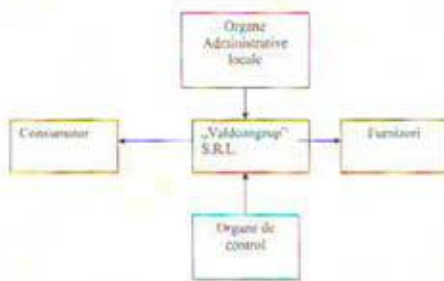 Organe
Administrative
locale
Consumator
„Valdcongrup”
S.R.L.
Furnizori
Organe de
control